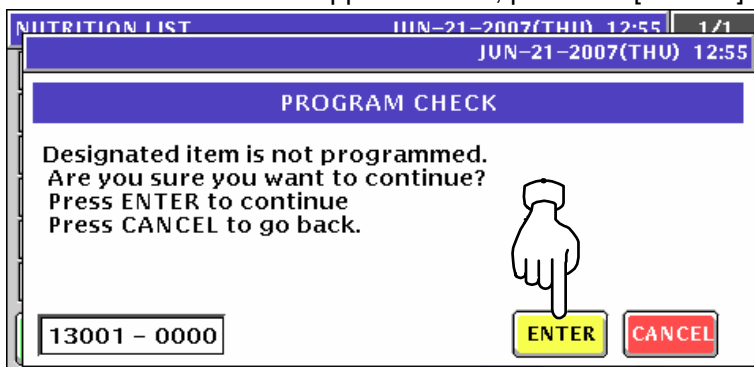 NUTRITION LIST JUN-21-2007(THU) 12:55 1/1
JUN-21-2007(THU) 12:55
PROGRAM CHECK
Designated item is not programmed.
Are you sure you want to continue?
Press ENTER to continue
Press CANCEL to go back.
13001 - 0000 ENTER CANCEL